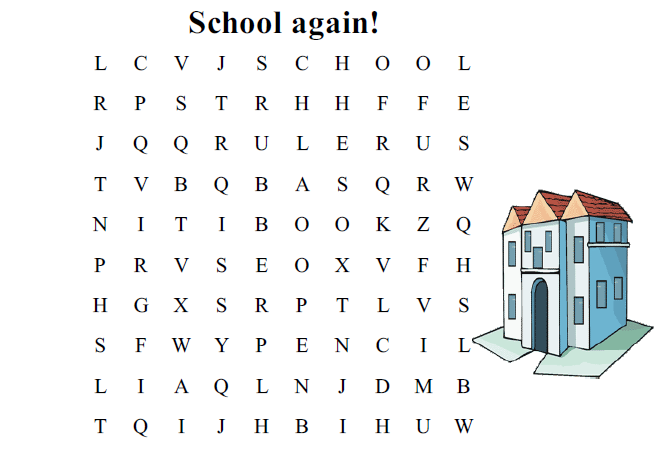 School again!
L C V J S C H O O L
R P S T R H H F F E
J Q Q R U L E R U S
T V B Q B A S Q R W
N I T I B O O K Z Q
P R V S E O X V F H
H G X S R P T L V S
S F W Y P E N C I L
L I A Q L N J D M B
T Q I J H B I H U W